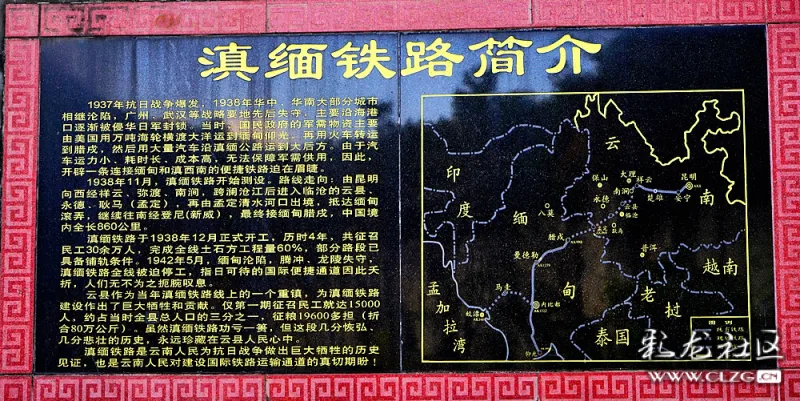 滇缅铁路简介
1937年抗日战争爆发，1938年华中、华南大部分城市
相继沦陷，广州、武汉等战略要地先后失守，主要沿海港
口逐渐被侵华日军封锁。当时，国民政府的军需物资主要
由美国用万吨海轮横渡大洋运到缅甸仰光。再用火车转运
到腊戌，然后用大量汽车沿滇缅公路运到大后方。由于汽
车运力小、耗时长、成本高，无法保障军需供用，因此，
开辟一条连接缅甸和滇西南的便捷铁路迫在眉睫。
1938年11月，滇缅铁路开始测设。路线走向：由昆明
向西经祥云、弥渡、南涧，跨澜沧江后进入临沧的云县、
永德、耿马（孟定），再由孟定清水河口出境，抵达缅甸
滚弄，继续往南经登尼(新威)，最终接缅甸腊戌，中国境
内全长860公里。
滇缅铁路于1938年12月正式开工，历时4年，共征召
民工30余万人，完成全线土石方工程量60%，部分路段已
具备铺轨条件。1942年5月，缅甸沦陷，腾冲、龙陵失守，
滇缅铁路全线被迫停工，指日可待的国际便捷通道因此夭
折，人们无不为之扼腕叹息。
云县作为当年滇缅铁路线上的一个重镇，为滇缅铁路
建设作出了巨大牺牲和贡献。仅第一期征召民工就达15000
人，约占当时全县总人口的三分之一，征粮19600多担（折
合80万公斤）。虽然滇缅铁路功亏一篑，但这段几分恢弘、
几分悲壮的历史，永远珍藏在云县人民心中。
滇缅铁路是云南人民为抗日战争做出巨大牺牲的历史
见证，也是云南人民对建设国际铁路运输通道的真切期盼！
云
南
印
度
缅
甸
孟
加
拉
湾
泰国
老
挝
越南
保山
大理
祥云
昆明
南涧
楚雄
安宁
永德
云县
临沧
普洱
八莫
腊戌
曼德勒
马圭
内比都
皎漂
仰光
彩龙社区
WWW.CLZG.CN